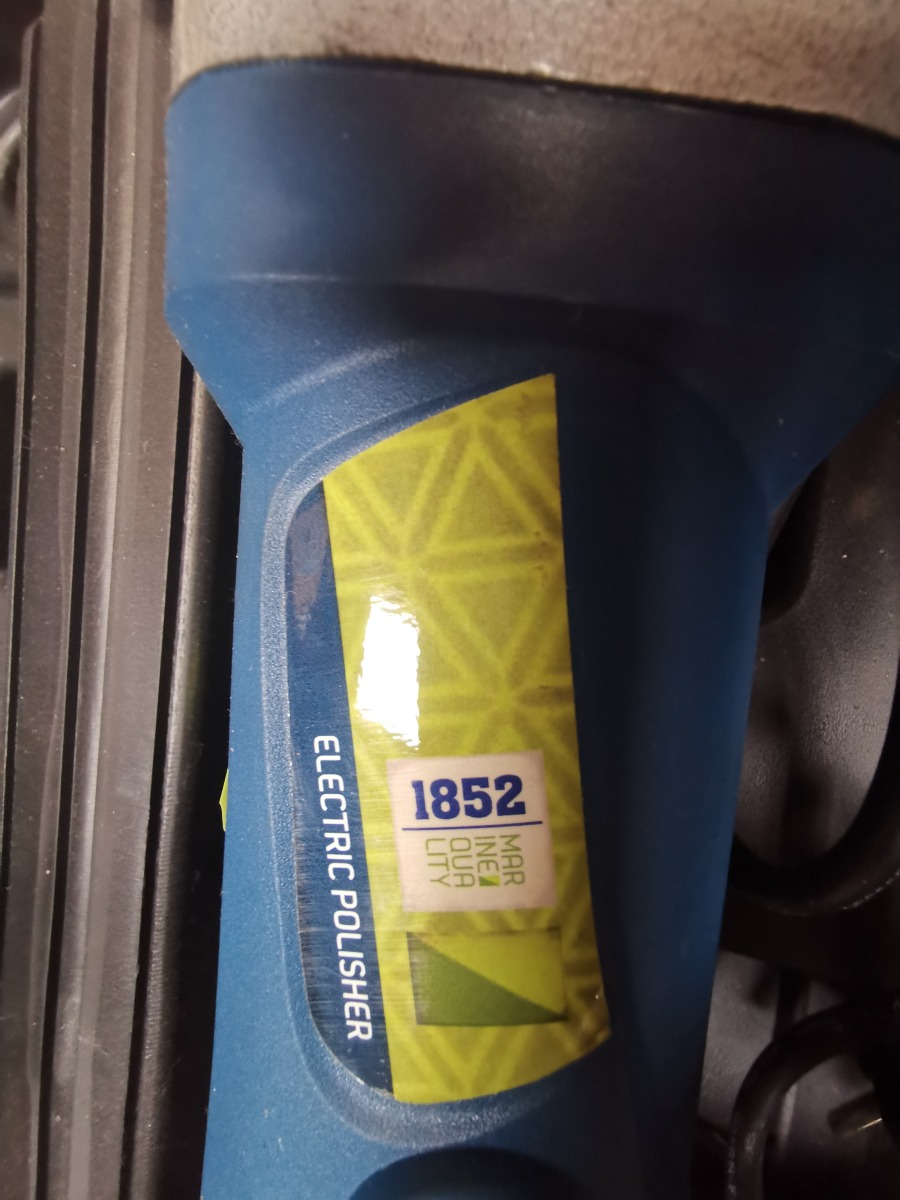 ELECTRIC POLISHER
1852
MAR
INE
QUA
LITY